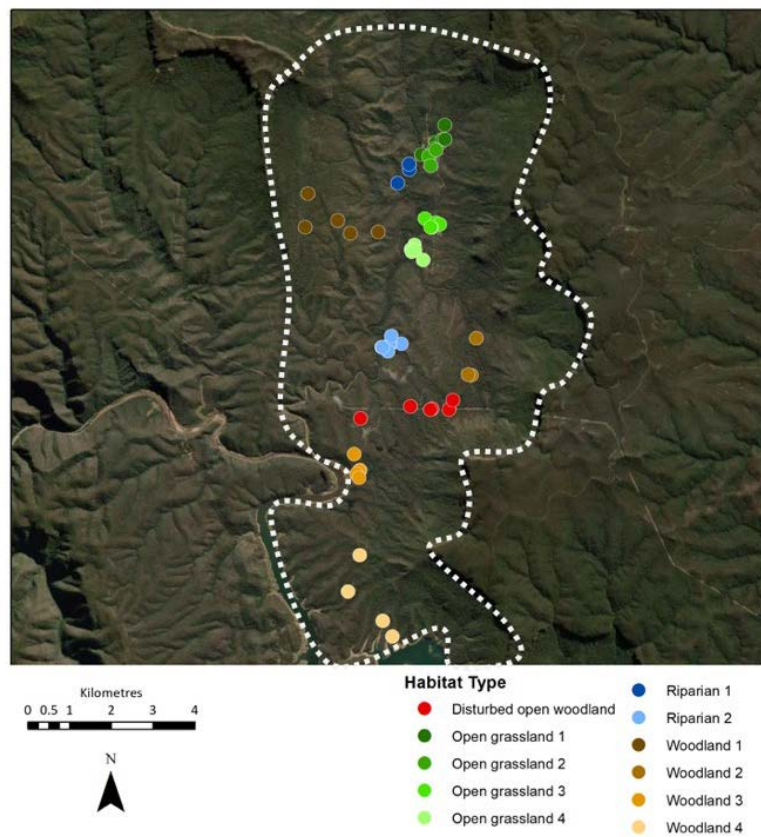 Kilometres
0 0.5 1 2 3 4
N
Habitat Type
Disturbed open woodland
Open grassland 1
Open grassland 2
Open grassland 3
Open grassland 4
Riparian 1
Riparian 2
Woodland 1
Woodland 2
Woodland 3
Woodland 4